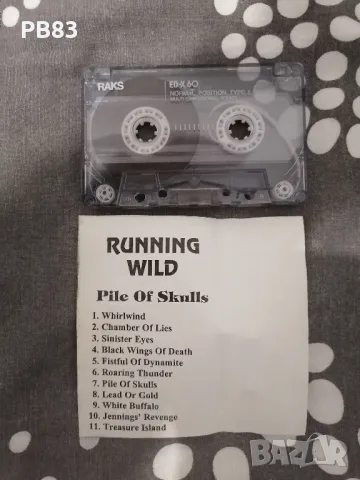 PB83
RAKS
ED-X 60
NORMAL POSITION TYPE I
RUNNING
WILD
Pile Of Skulls
1. Whirlwind
2. Chamber Of Lies
3. Sinister Eyes
4. Black Wings Of Death
5. Fistful Of Dynamite
6. Roaring Thunder
7. Pile Of Skulls
8. Lead Or Gold
9. White Buffalo
10. Jennings' Revenge
11. Treasure Island
BAZAR